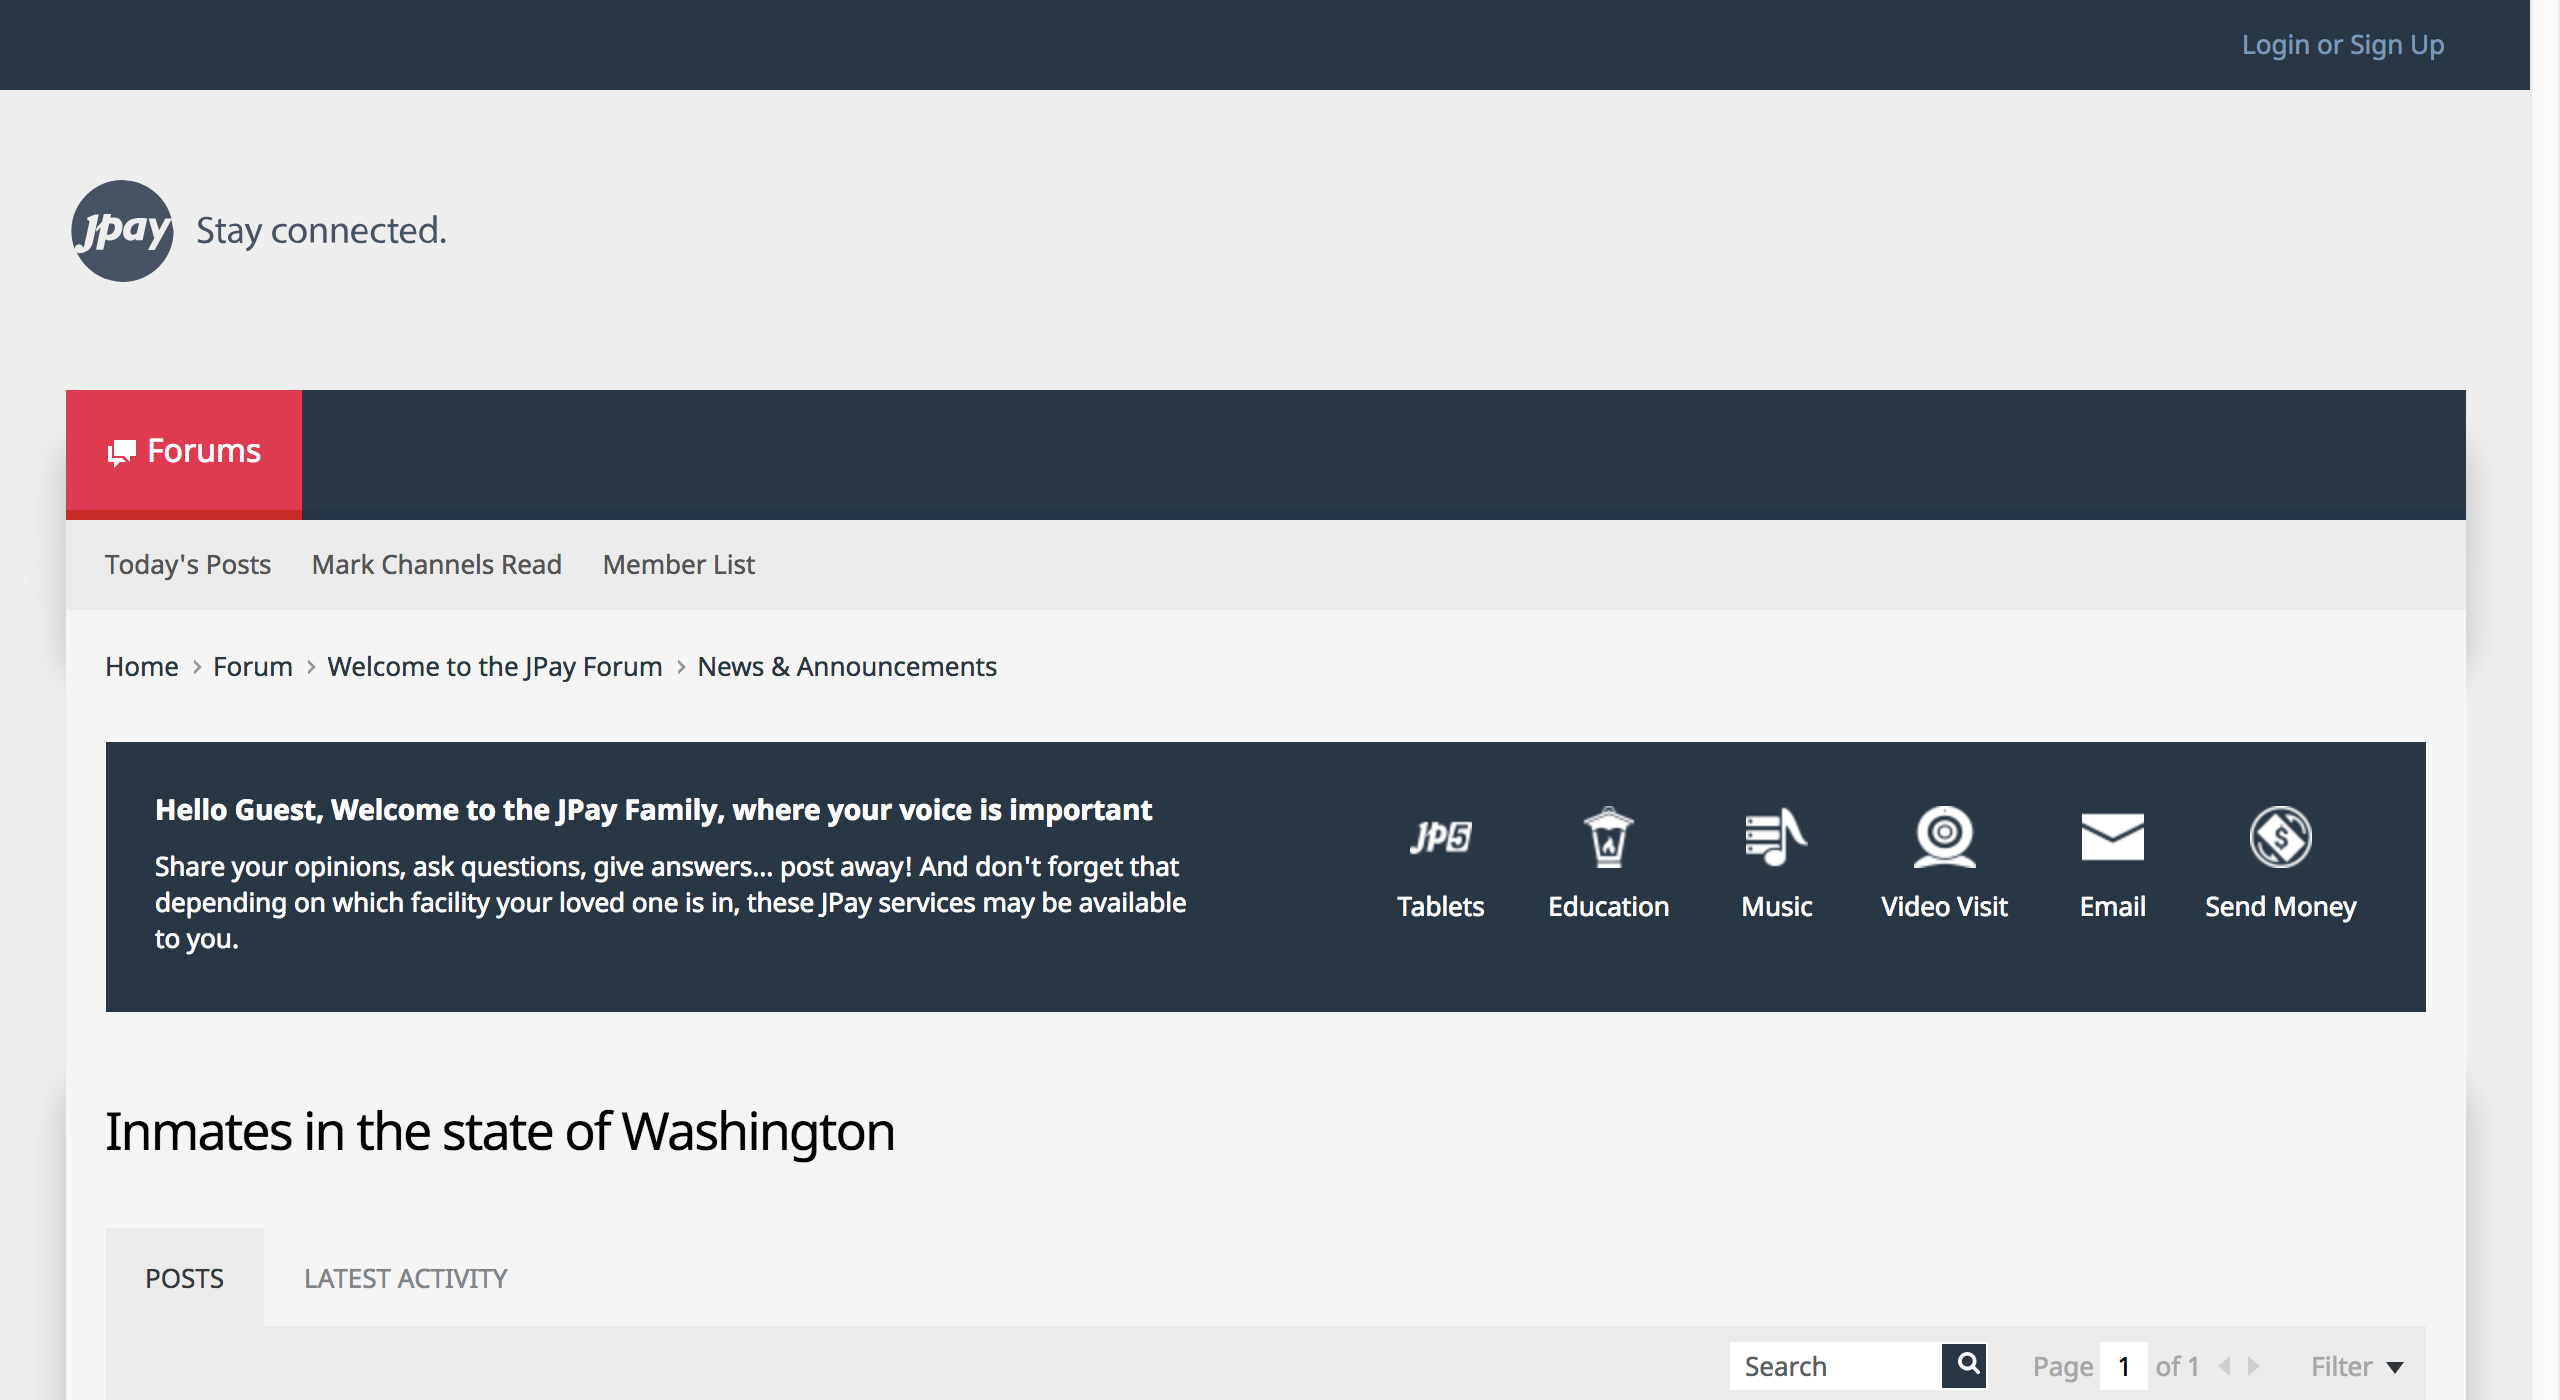 Login or Sign Up
Jpay Stay connected.
Forums
Today's Posts Mark Channels Read Member List
Home › Forum › Welcome to the JPay Forum › News & Announcements
Hello Guest, Welcome to the JPay Family, where your voice is important
Share your opinions, ask questions, give answers... post away! And don't forget that
depending on which facility your loved one is in, these JPay services may be available
to you.
JP5
Tablets Education Music Video Visit Email Send Money
Inmates in the state of Washington
POSTS LATEST ACTIVITY
Search Page 1 of 1 Filter